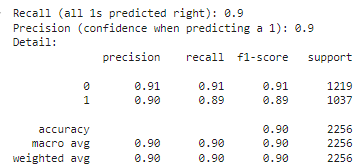 Recall (all 1s predicted right): 0.9
Precision (confidence when predicting a 1): 0.9
Detail:
precision recall f1-score support
0 0.91 0.91 0.91 1219
1 0.90 0.89 0.89 1037
accuracy 0.90 2256
macro avg 0.90 0.90 0.90 2256
weighted avg 0.90 0.90 0.90 2256